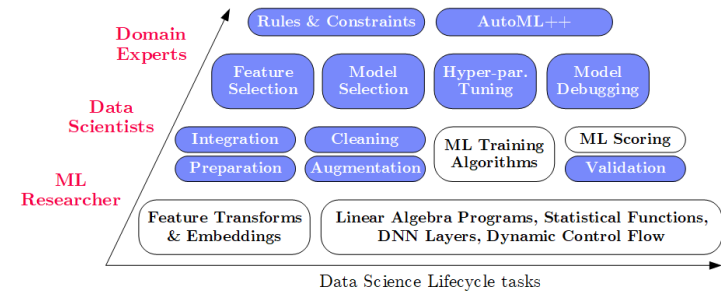 Domain
Experts
Rules & Constraints
AutoML++
Feature
Selection
Model
Selection
Hyper-par.
Tuning
Model
Debugging
Data
Scientists
Integration
Cleaning
ML Training
Algorithms
ML Scoring
Preparation
Augmentation
Validation
ML
Researcher
Feature Transforms
& Embeddings
Linear Algebra Programs, Statistical Functions,
DNN Layers, Dynamic Control Flow
Data Science Lifecycle tasks